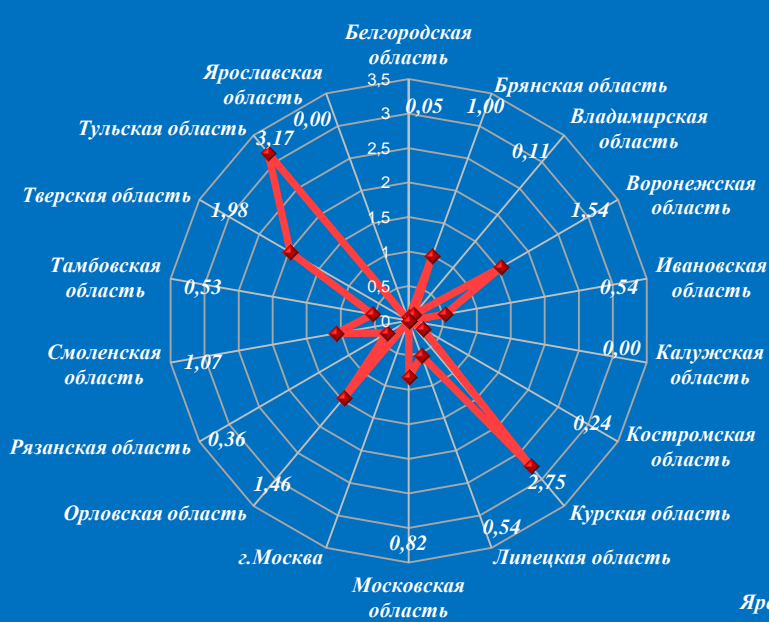 Белгородская
область
Ярославская
область
Брянская область
Владимирская
область
Тульская область
Тверская область
Воронежская
область
Тамбовская
область
Ивановская
область
Смоленская
область
Калужская
область
Рязанская область
Костромская
область
Орловская область
Курская область
г.Москва
Липецкая область
Московская
область
3,5
3
2,5
2
1,5
1
0,5
0
0,05
1,00
0,11
1,54
0,54
0,00
0,24
2,75
0,54
0,82
1,46
0,36
1,07
0,53
1,98
3,17
0,00
Яро